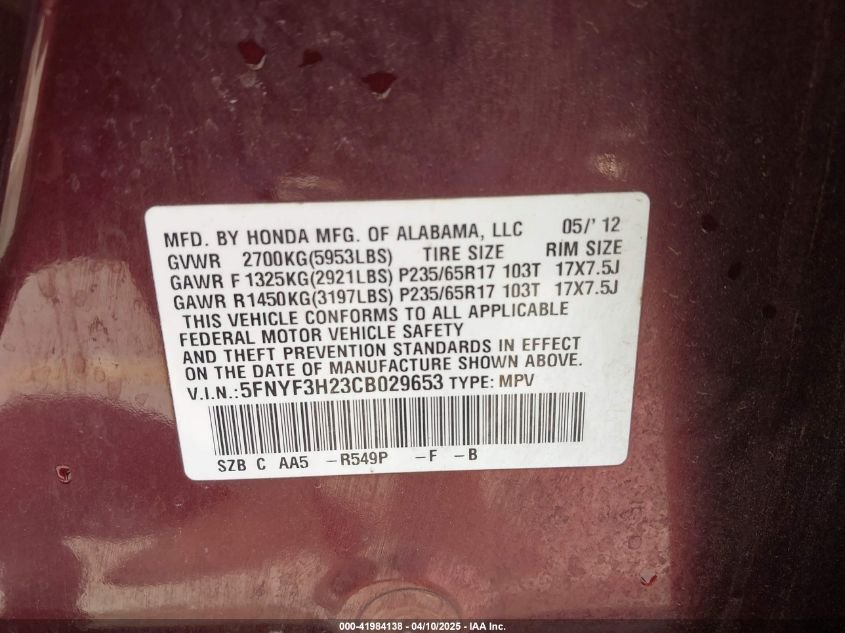 MFD. BY HONDA MFG. OF ALABAMA, LLC 05/' 12
GVWR 2700KG(5953LBS) TIRE SIZE RIM SIZE
GAWR F 1325KG(2921LBS) P235/65R17 103T 17X7.5J
GAWR R 1450KG(3197LBS) P235/65R17 103T 17X7.5J
THIS VEHICLE CONFORMS TO ALL APPLICABLE
FEDERAL MOTOR VEHICLE SAFETY
AND THEFT PREVENTION STANDARDS IN EFFECT
ON THE DATE OF MANUFACTURE SHOWN ABOVE.
V.I.N.:5FNYF3H23CB029653 TYPE: MPV
SZB C AA5 -R549P -F -B
000-41984138 - 04/10/2025 - IAA Inc.